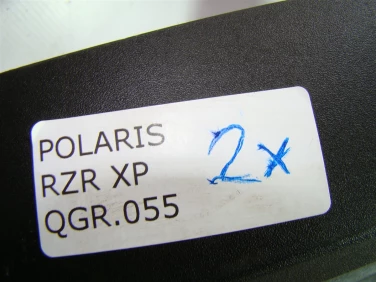 POLARIS
RZR XP
QGR.055
2x